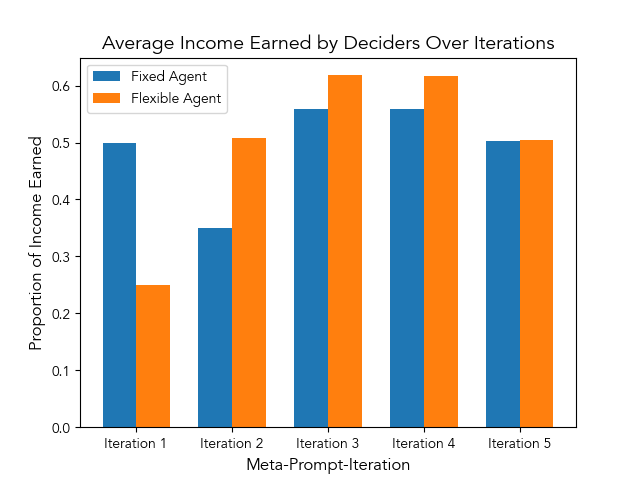 Average Income Earned by Deciders Over Iterations
Fixed Agent
Flexible Agent
Proportion of Income Earned
0.6
0.5
0.4
0.3
0.2
0.1
0.0
Iteration 1
Iteration 2
Iteration 3
Iteration 4
Iteration 5
Meta-Prompt-Iteration